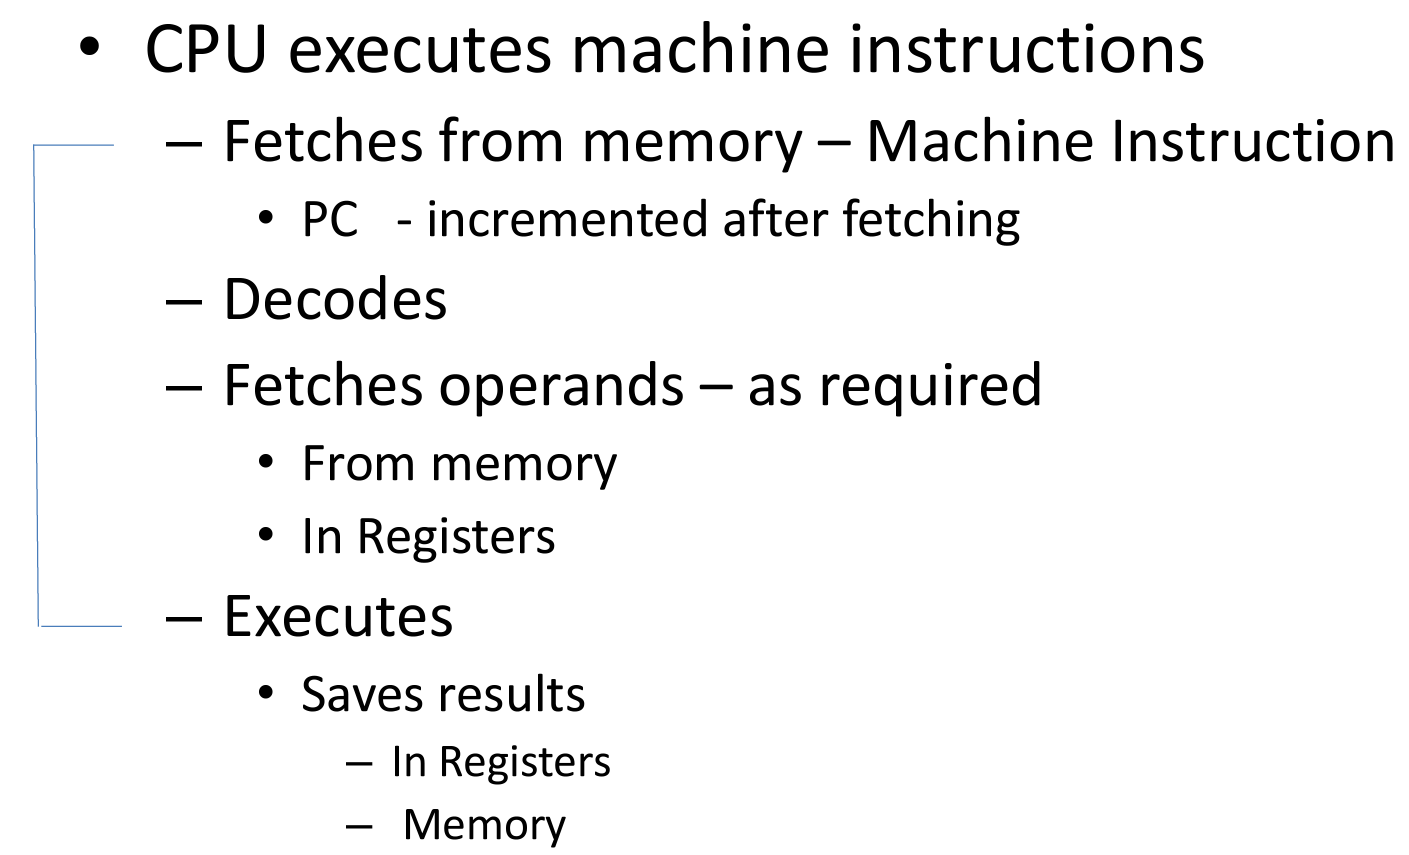 • CPU executes machine instructions
– Fetches from memory – Machine Instruction
• PC - incremented after fetching
– Decodes
– Fetches operands – as required
• From memory
• In Registers
– Executes
• Saves results
– In Registers
– Memory